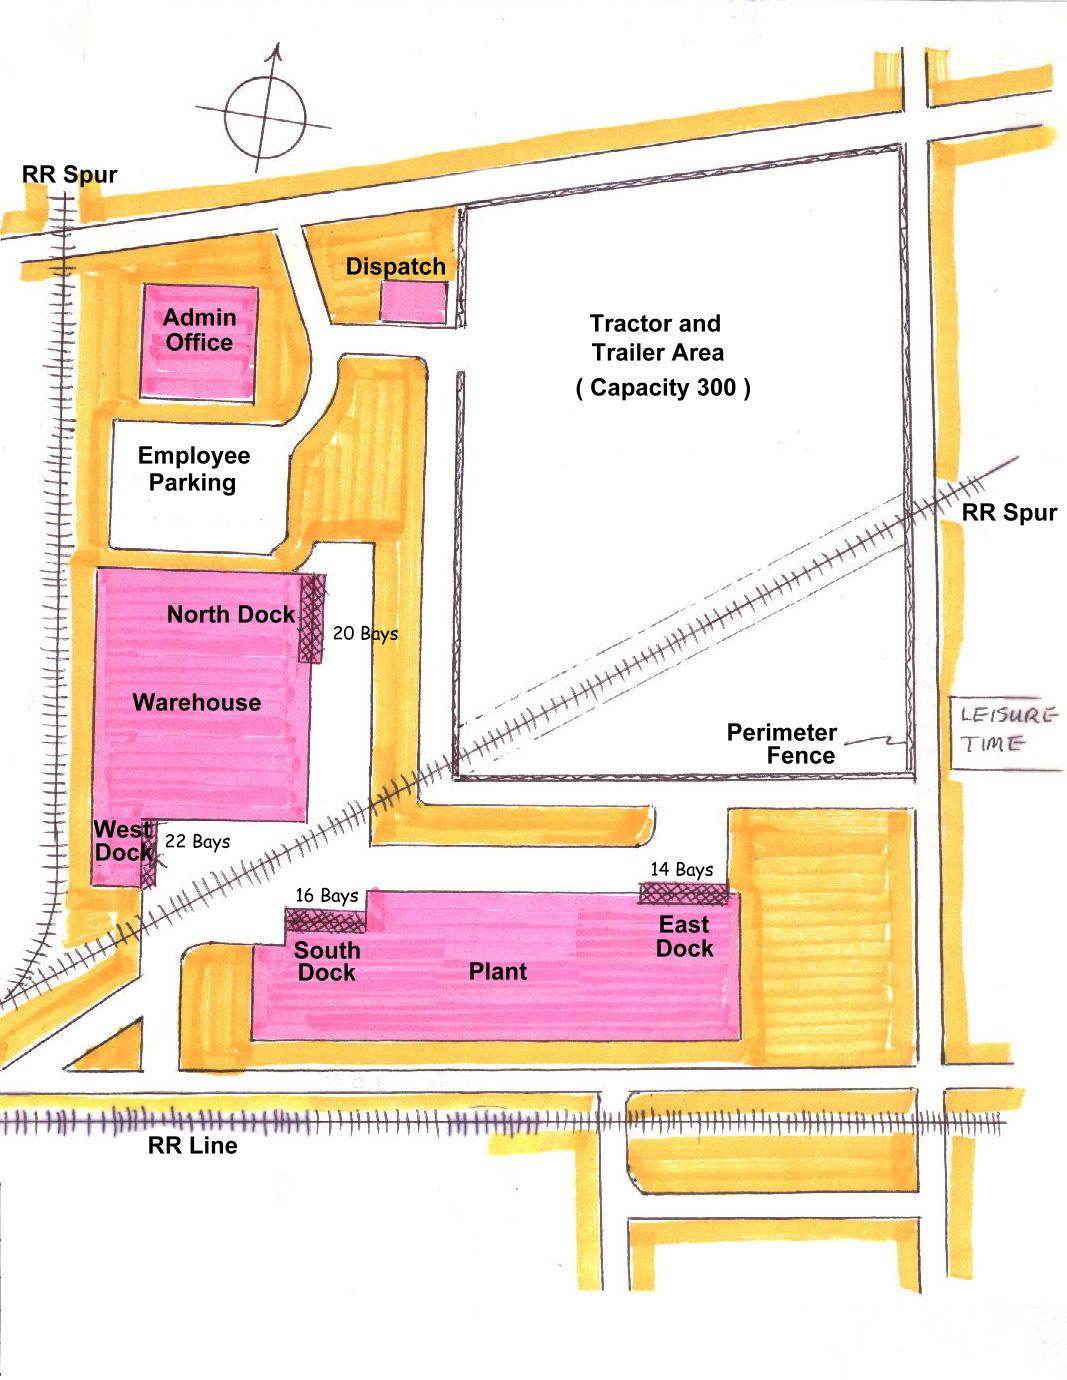 RR Spur
Dispatch
Admin
Office
Tractor and
Trailer Area
( Capacity 300 )
Employee
Parking
RR Spur
North Dock
20 Bays
Warehouse
LEISURE
TIME
Perimeter
Fence
West
Dock
22 Bays
14 Bays
16 Bays
East
Dock
South
Dock
Plant
RR Line